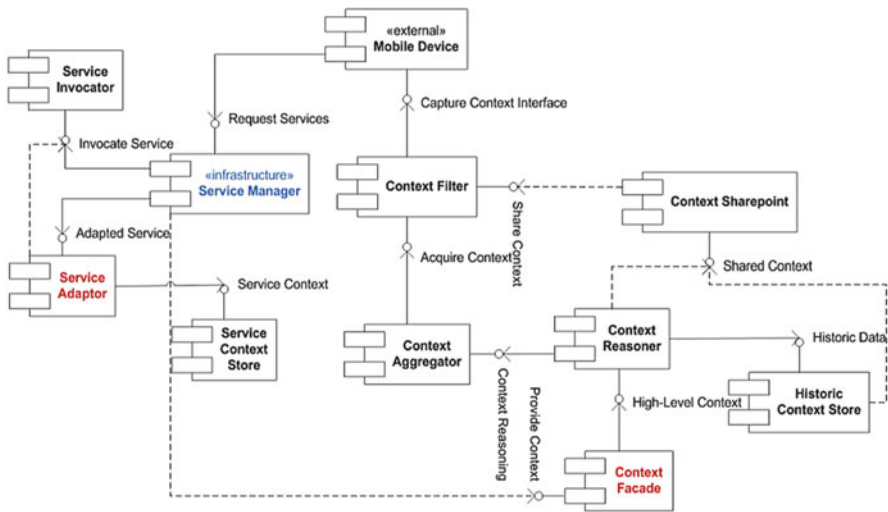 «external»
Mobile Device
Service
Invocator
Request Services
Capture Context Interface
Invocate Service
«infrastructure»
Service Manager
Context Filter
Context Sharepoint
Share Context
Adapted Service
Acquire Context
Shared Context
Service
Adaptor
Service Context
Service
Context
Store
Context
Aggregator
Context
Reasoner
Historic Data
Context Reasoning
Provide Context
High-Level Context
Historic
Context Store
Context
Facade